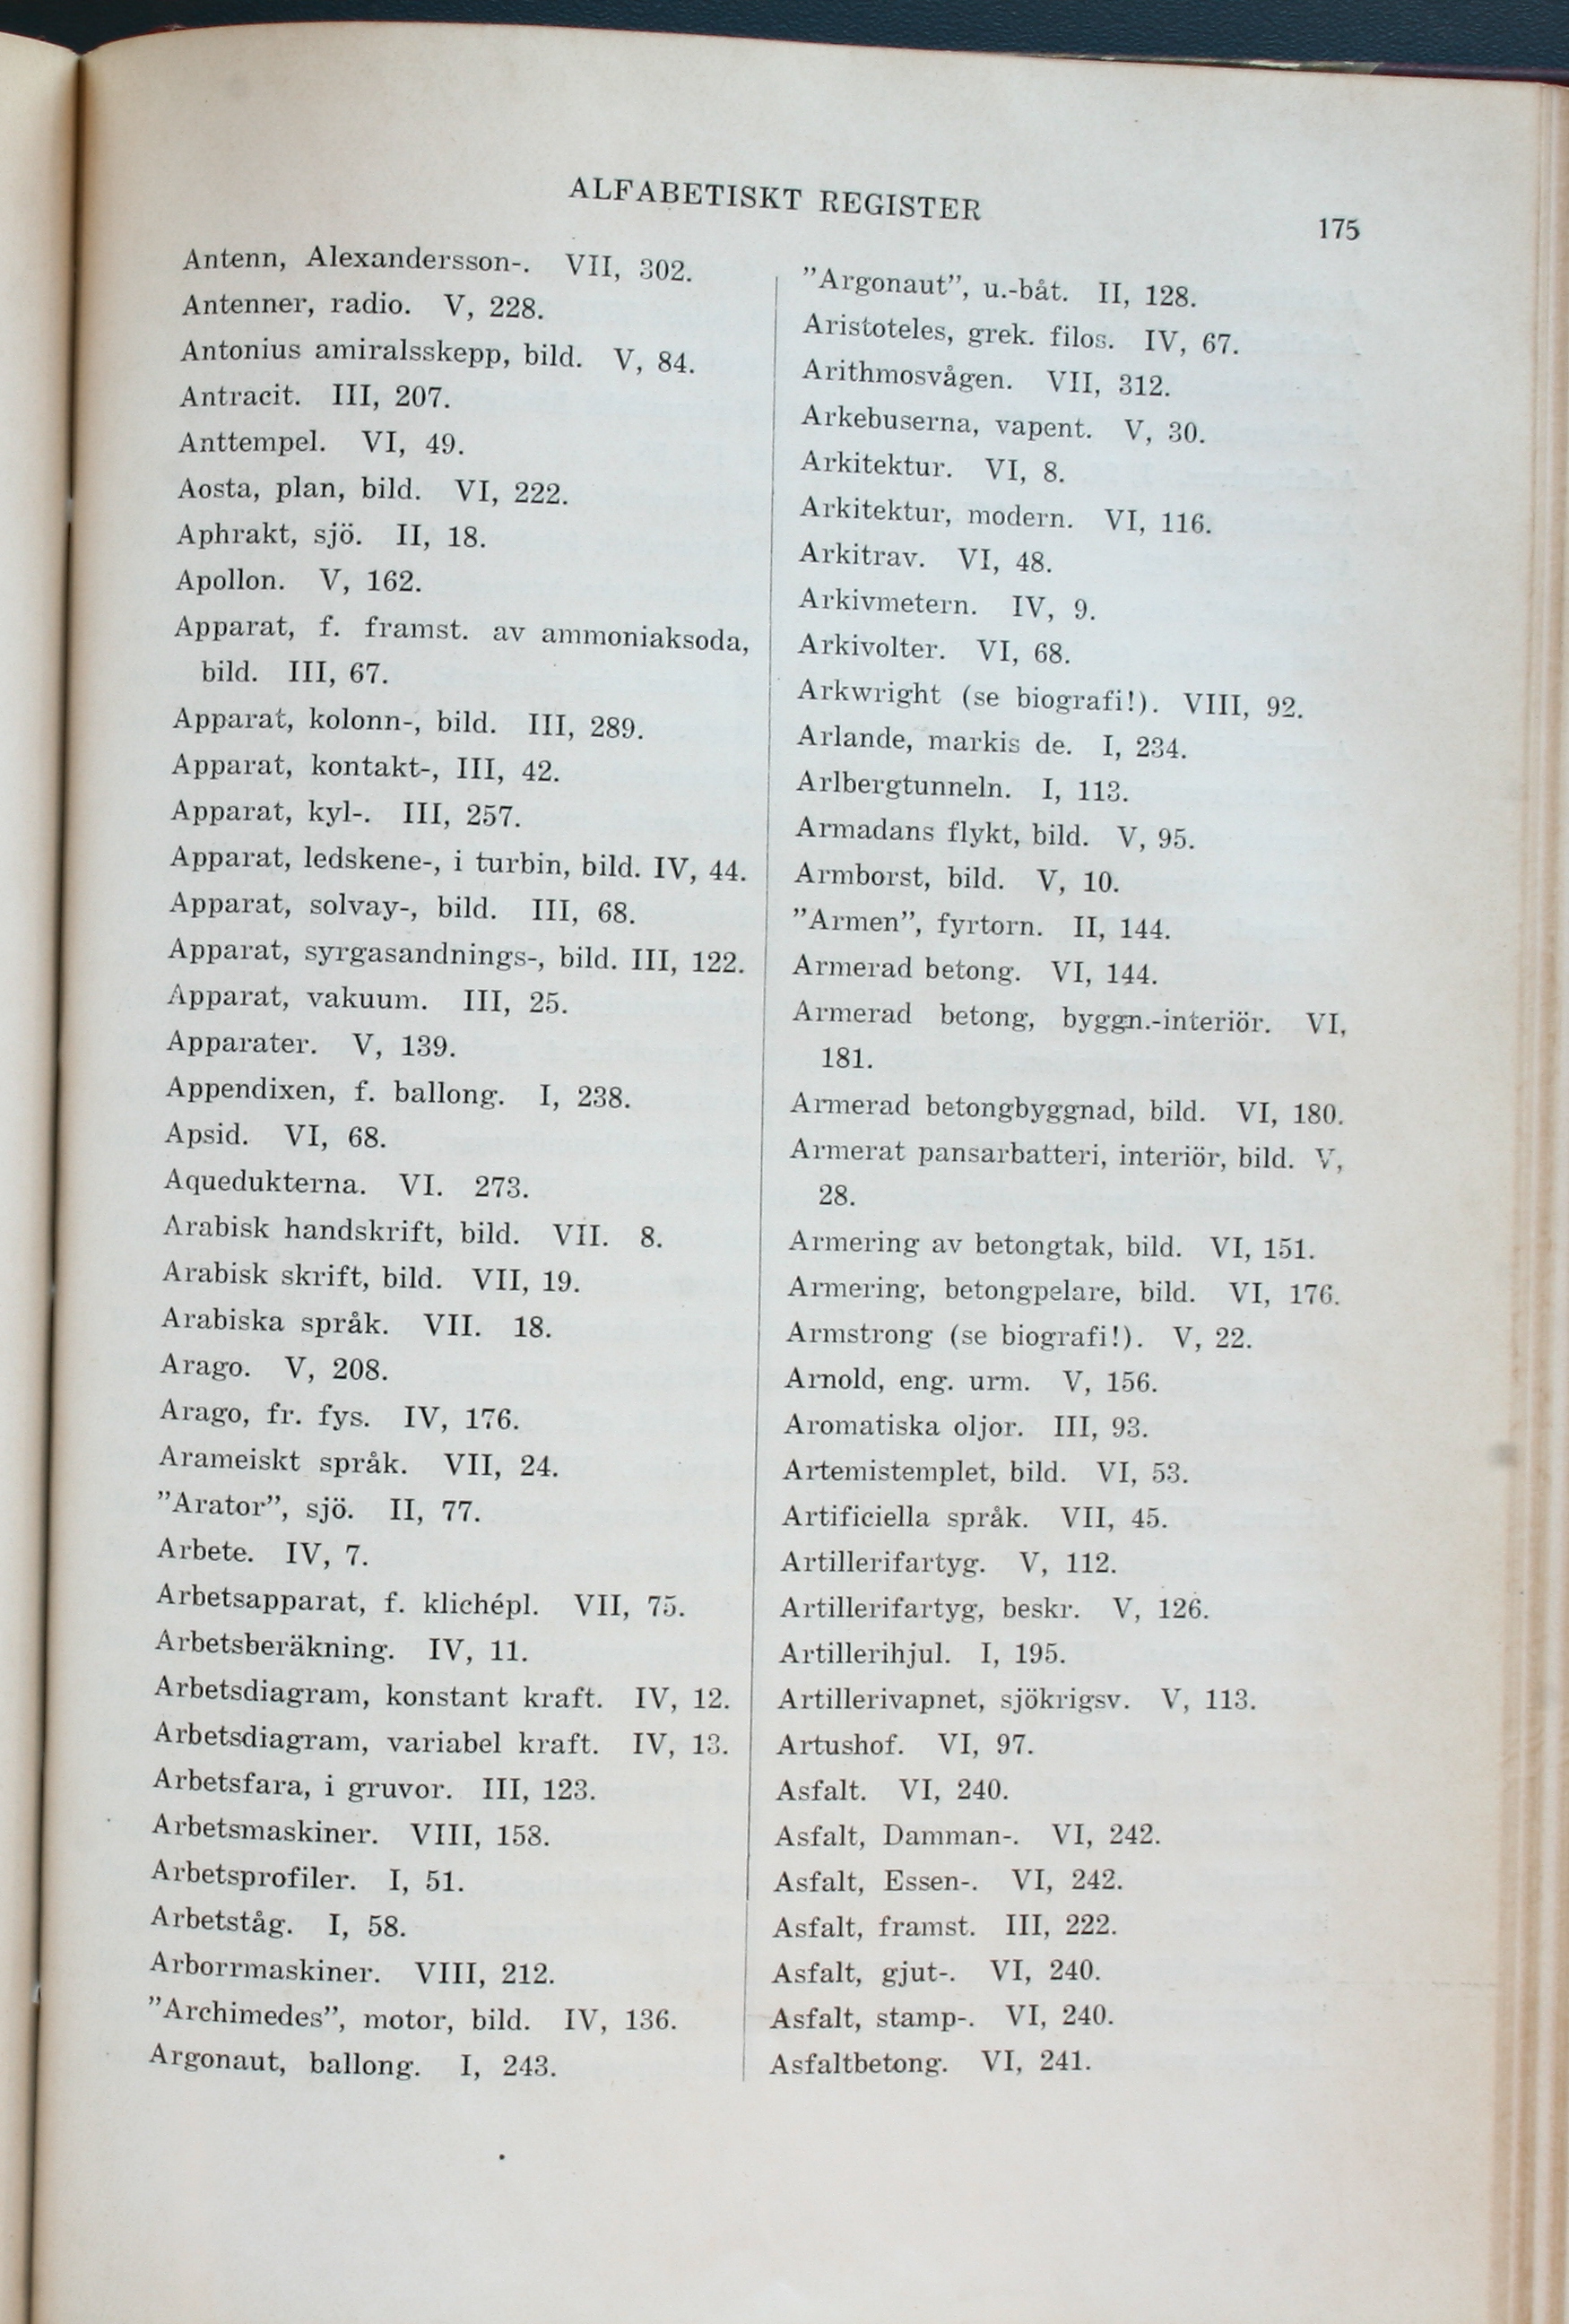 ALFABETISKT REGISTER
175
Antenn, Alexandersson-. VII, 302.
Antenner, radio. V, 228.
Antonius amiralsskepp, bild. V, 84.
Antracit. III, 207.
Anttempel. VI, 49.
Aosta, plan, bild. VI, 222.
Aphrakt, sjö. II, 18.
Apollon. V, 162.
Apparat, f. framst. av ammoniaksoda,
bild. III, 67.
Apparat, kolonn-, bild. III, 289.
Apparat, kontakt-, III, 42.
Apparat, kyl-. III, 257.
Apparat, ledskene-, i turbin, bild. IV, 44.
Apparat, solvay-, bild. III, 68.
Apparat, syrgasandnings-, bild. III, 122.
Apparat, vakuum. III, 25.
Apparater. V, 139.
Appendixen, f. ballong. I, 238.
Apsid. VI, 68.
Aquedukterna. VI. 273.
Arabisk handskrift, bild. VII. 8.
Arabisk skrift, bild. VII, 19.
Arabiska språk. VII. 18.
Arago. V, 208.
Arago, fr. fys. IV, 176.
Arameiskt språk. VII, 24.
”Arator”, sjö. II, 77.
Arbete. IV, 7.
Arbetsapparat, f. klichépl. VII, 75.
Arbetsberäkning. IV, 11.
Arbetsdiagram, konstant kraft. IV, 12.
Arbetsdiagram, variabel kraft. IV, 13.
Arbetsfara, i gruvor. III, 123.
Arbetsmaskiner. VIII, 158.
Arbetsprofiler. I, 51.
Arbetståg. I, 58.
Arborrmaskiner. VIII, 212.
”Archimedes”, motor, bild. IV, 136.
Argonaut, ballong. I, 243.
”Argonaut”, u.-båt. II, 128.
Aristoteles, grek. filos. IV, 67.
Arithmosvågen. VII, 312.
Arkebuserna, vapent. V, 30.
Arkitektur. VI, 8.
Arkitektur, modern. VI, 116.
Arkitrav. VI, 48.
Arkivmetern. IV, 9.
Arkivolter. VI, 68.
Arkwright (se biografi!). VIII, 92.
Arlande, markis de. I, 234.
Arlbergtunneln. I, 113.
Armadans flykt, bild. V, 95.
Armborst, bild. V, 10.
”Armen”, fyrtorn. II, 144.
Armerad betong. VI, 144.
Armerad betong, byggn.-interiör. VI,
181.
Armerad betongbyggnad, bild. VI, 180.
Armerat pansarbatteri, interiör, bild. V,
28.
Armering av betongtak, bild. VI, 151.
Armering, betongpelare, bild. VI, 176.
Armstrong (se biografi!). V, 22.
Arnold, eng. urm. V, 156.
Aromatiska oljor. III, 93.
Artemistemplet, bild. VI, 53.
Artificiella språk. VII, 45.
Artillerifartyg. V, 112.
Artillerifartyg, beskr. V, 126.
Artillerihjul. I, 195.
Artillerivapnet, sjökrigsv. V, 113.
Artushof. VI, 97.
Asfalt. VI, 240.
Asfalt, Damman-. VI, 242.
Asfalt, Essen-. VI, 242.
Asfalt, framst. III, 222.
Asfalt, gjut-. VI, 240.
Asfalt, stamp-. VI, 240.
Asfaltbetong. VI, 241.